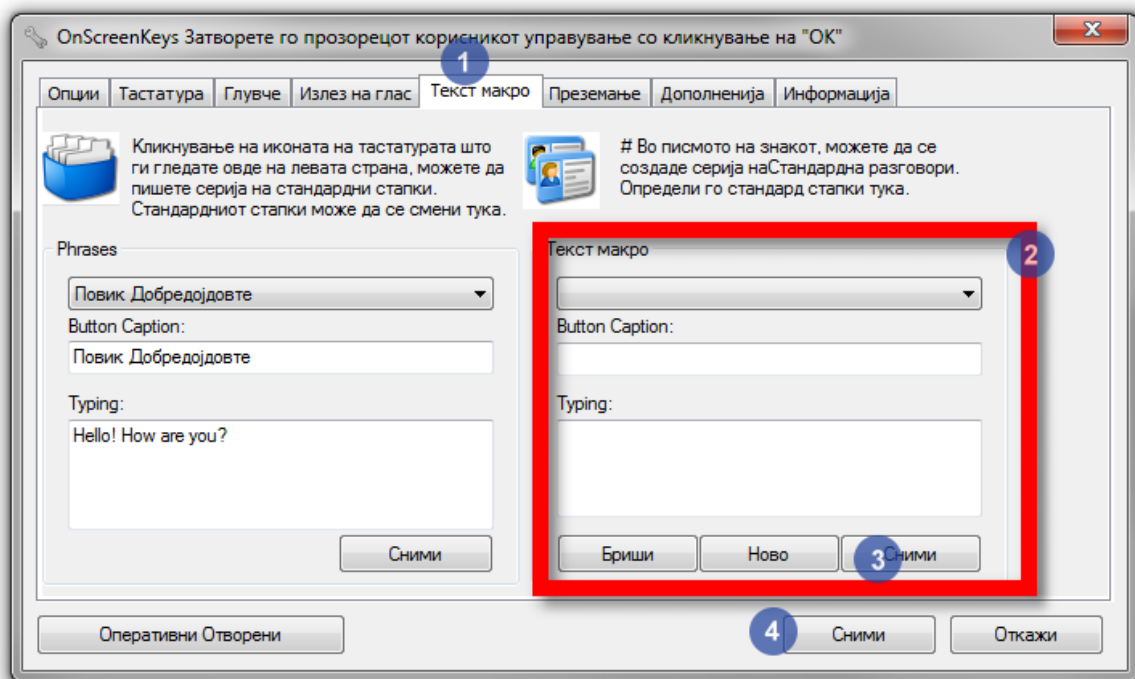 OnScreenKeys Затворете го прозорецот корисникот управување со кликнување на "OK"
1
Опции Тастатура Глувче Излез на глас Текст макро Преземање Дополненија Информација
Кликнување на иконата на тастатурата што
ги гледате овде на левата страна, можете да
пишете серија на стандардни стапки.
Стандардниот стапки може да се смени тука.
# Во писмото на знакот, можете да се
создаде серија наСтандардна разговори.
Определи го стандард стапки тука.
Phrases
Повик Добредојдовте
Button Caption:
Повик Добредојдовте
Typing:
Hello! How are you?
Сними
Текст макро
2
Button Caption:
Typing:
Бриши Ново 3 Сними
Оперативни Отворени 4 Сними Откажи